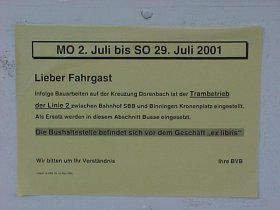 MO 2. Juli bis SO 29. Juli 2001
Lieber Fahrgast
Infolge Bauarbeiten auf der Kreuzung Dorenbach ist der Trambetrieb
der Linie 2 zwischen Bahnhof SBB und Binningen Kronenplatz eingestellt.
Als Ersatz werden in diesem Abschnitt Busse eingesetzt.
Die Bushaltestelle befindet sich vor dem Geschäft „ex libris“
Wir bitten um Ihr Verständnis Ihre BVB